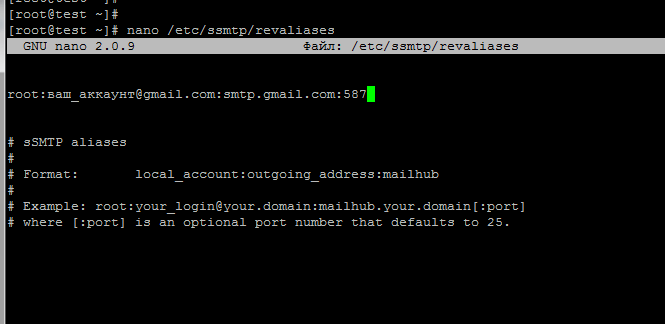 [root@test ~]#
[root@test ~]#
[root@test ~]# nano /etc/ssmtp/revaliases
GNU nano 2.0.9 Файл: /etc/ssmtp/revaliases
root:ваш_аккаунт@gmail.com:smtp.gmail.com:587
# sSMTP aliases
#
# Format: local_account:outgoing_address:mailhub
#
# Example: root:your_login@your.domain:mailhub.your.domain[:port]
# where [:port] is an optional port number that defaults to 25.